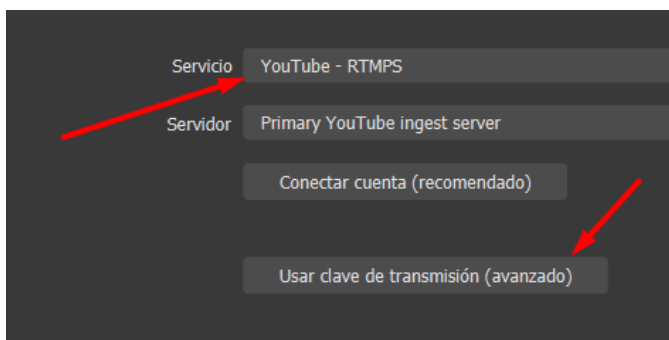 Servicio YouTube - RTMPS
Servidor Primary YouTube ingest server
Conectar cuenta (recomendado)
Usar clave de transmisión (avanzado)